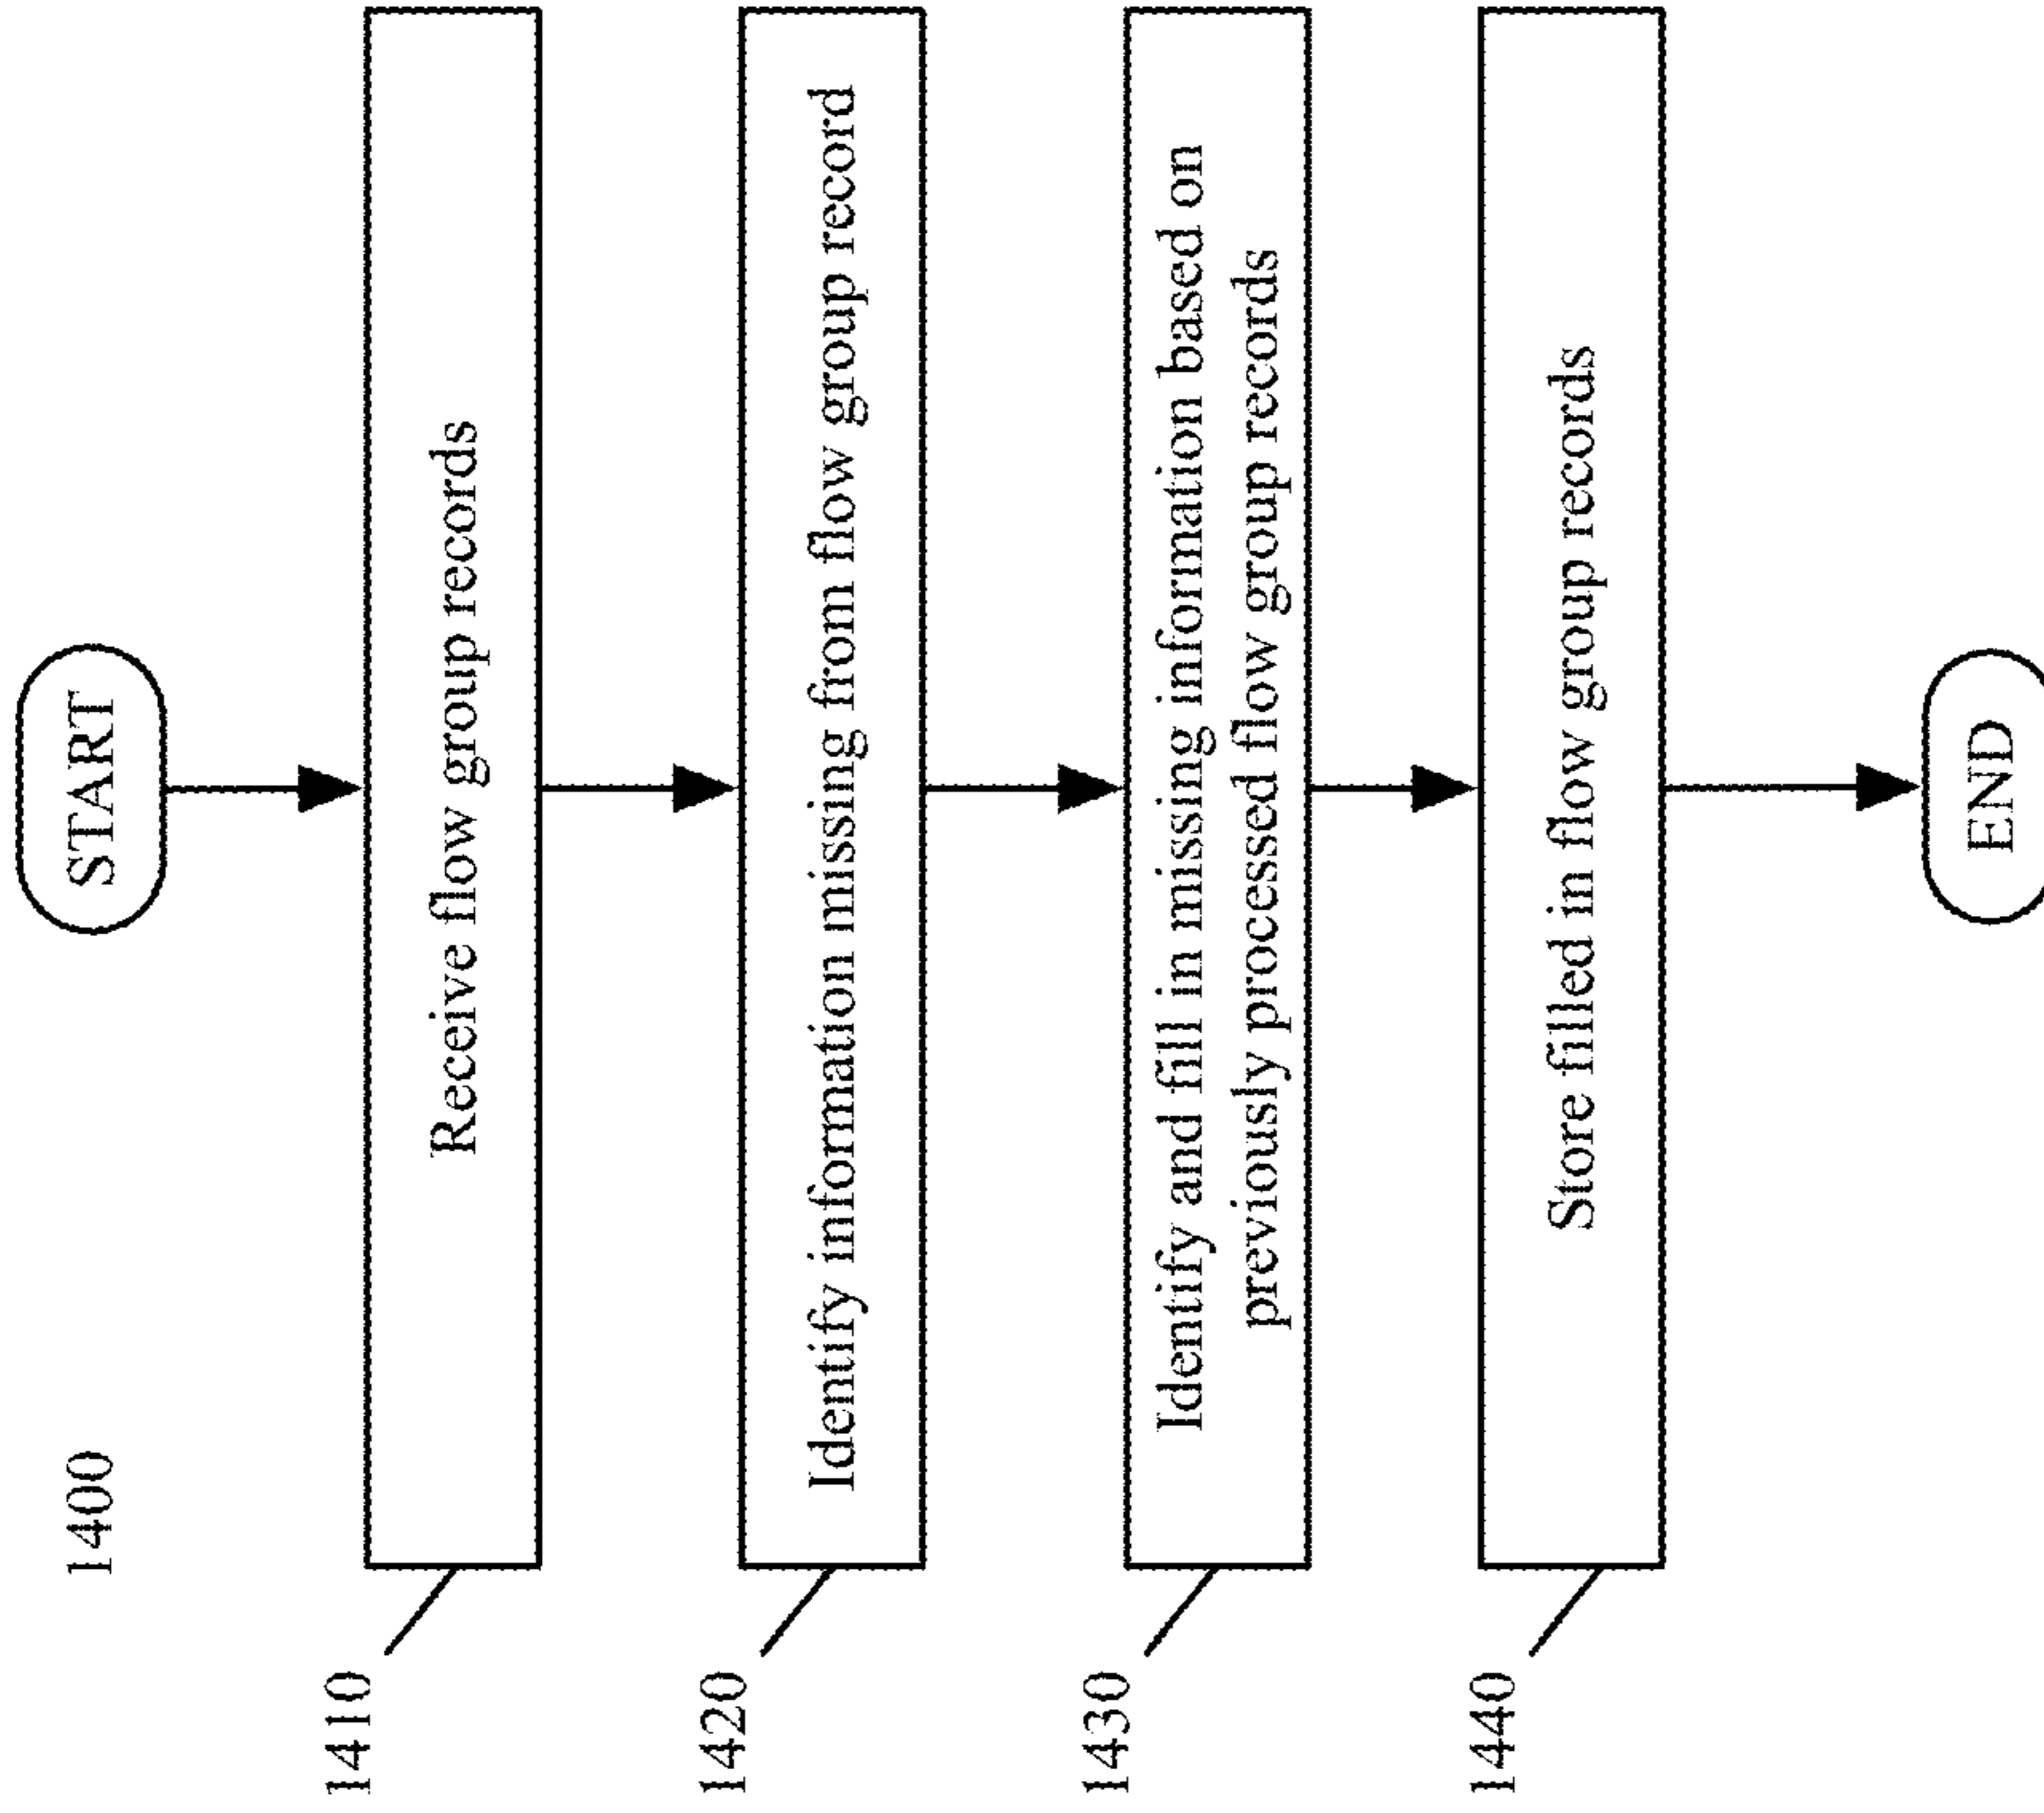 1400
START
1410
Receive flow group records
1420
Identify information missing from flow group record
1430
Identify and fill in missing information based on
previously processed flow group records
1440
Store filled in flow group records
END